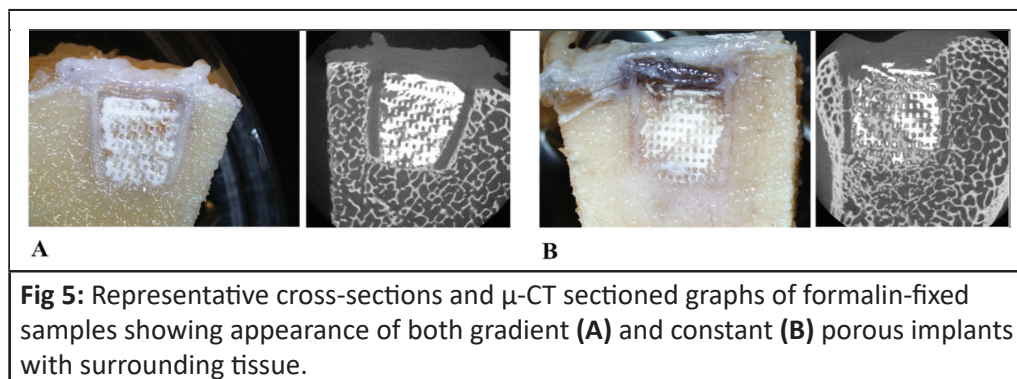 A
B
Fig 5: Representative cross-sections and µ-CT sectioned graphs of formalin-fixed
samples showing appearance of both gradient (A) and constant (B) porous implants
with surrounding tissue.